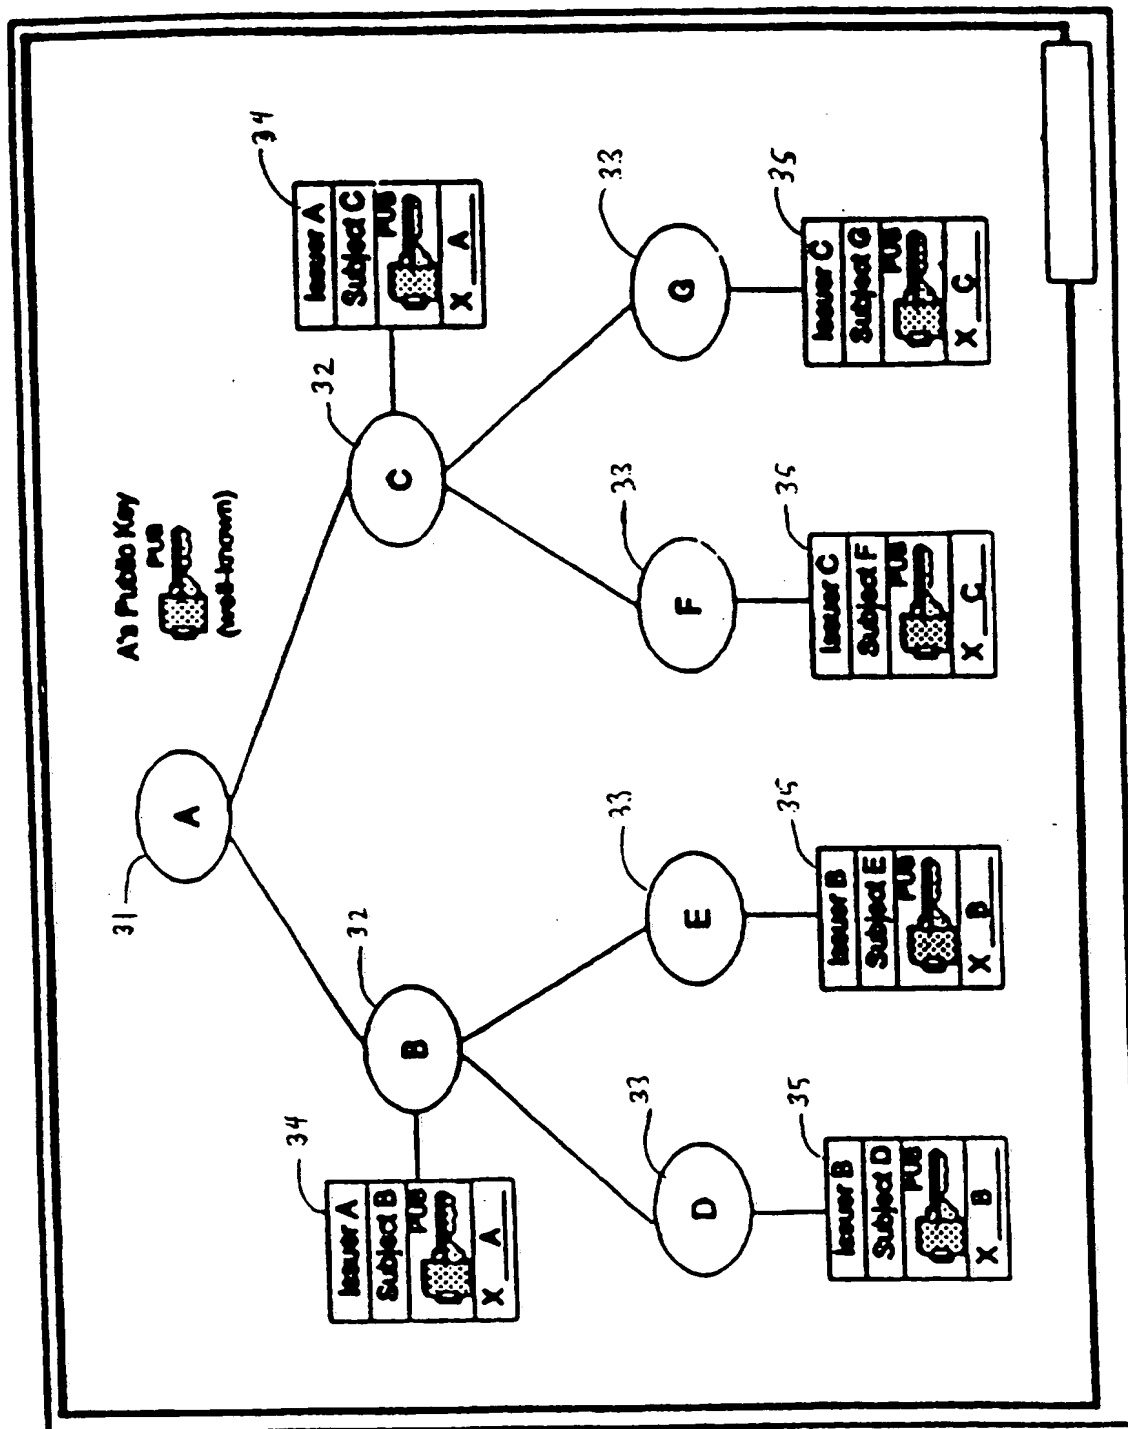 A's Public Key
PUB
(well-known)
31
A
34
Issuer A
Subject B
PUB
X A
32
B
32
C
34
Issuer A
Subject C
PUB
X A
33
D
33
E
33
F
33
G
35
Issuer B
Subject D
PUB
X B
35
Issuer B
Subject E
PUB
X B
35
Issuer C
Subject F
PUB
X C
35
Issuer C
Subject G
PUB
X C